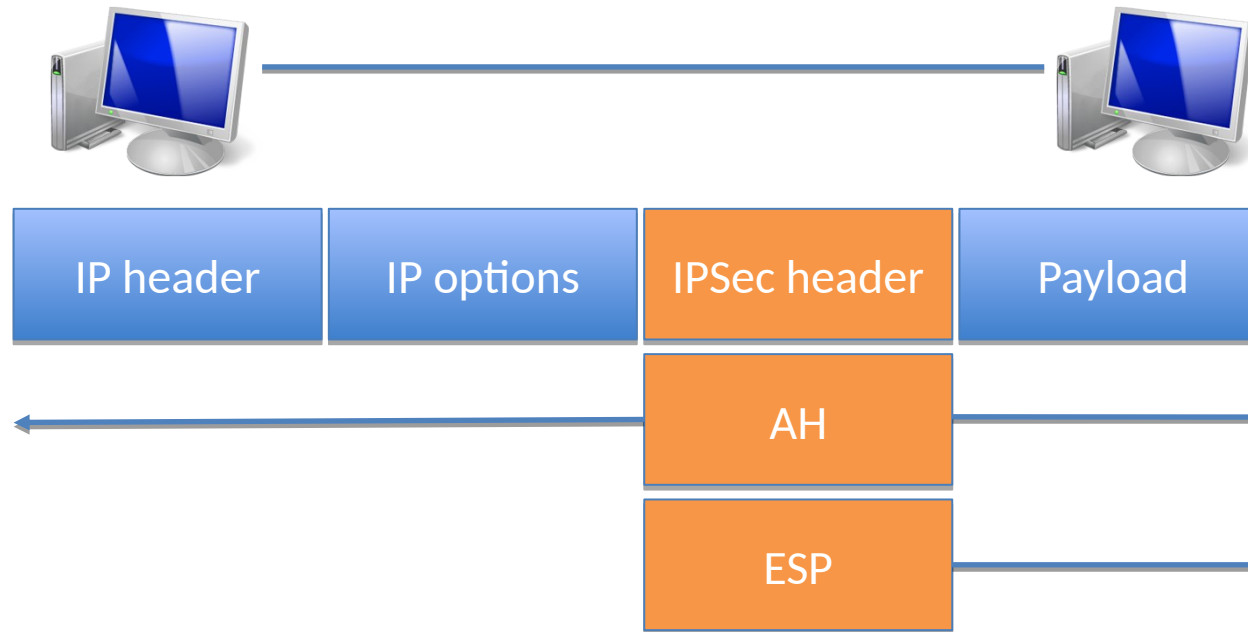 IP header
IP options
IPSec header
Payload
AH
ESP